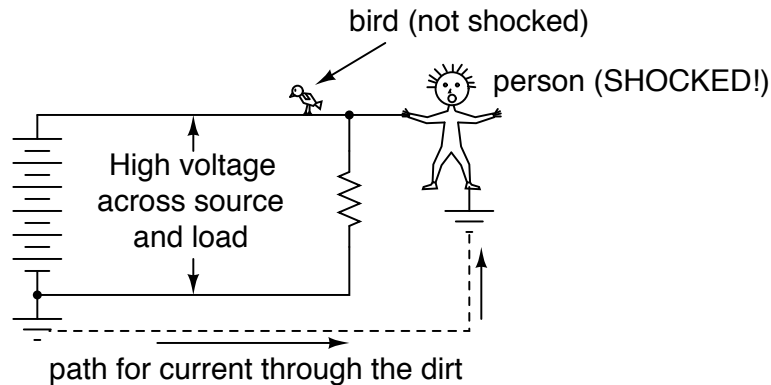 bird (not shocked)
person (SHOCKED!)
High voltage
across source
and load
path for current through the dirt